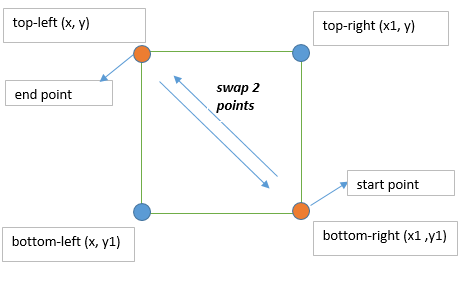 top-left (x, y)
top-right (x1, y)
end point
swap 2
points
start point
bottom-left (x, y1)
bottom-right (x1 ,y1)